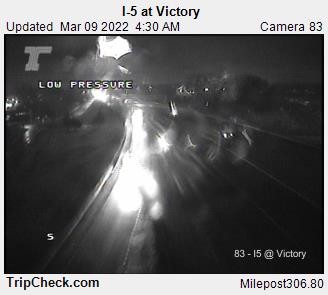 I-5 at Victory
Updated Mar 09 2022 4:30 AM Camera 83
T
LOW PRESSURE
S
83 - I5 @ Victory
TripCheck.com Milepost306.80